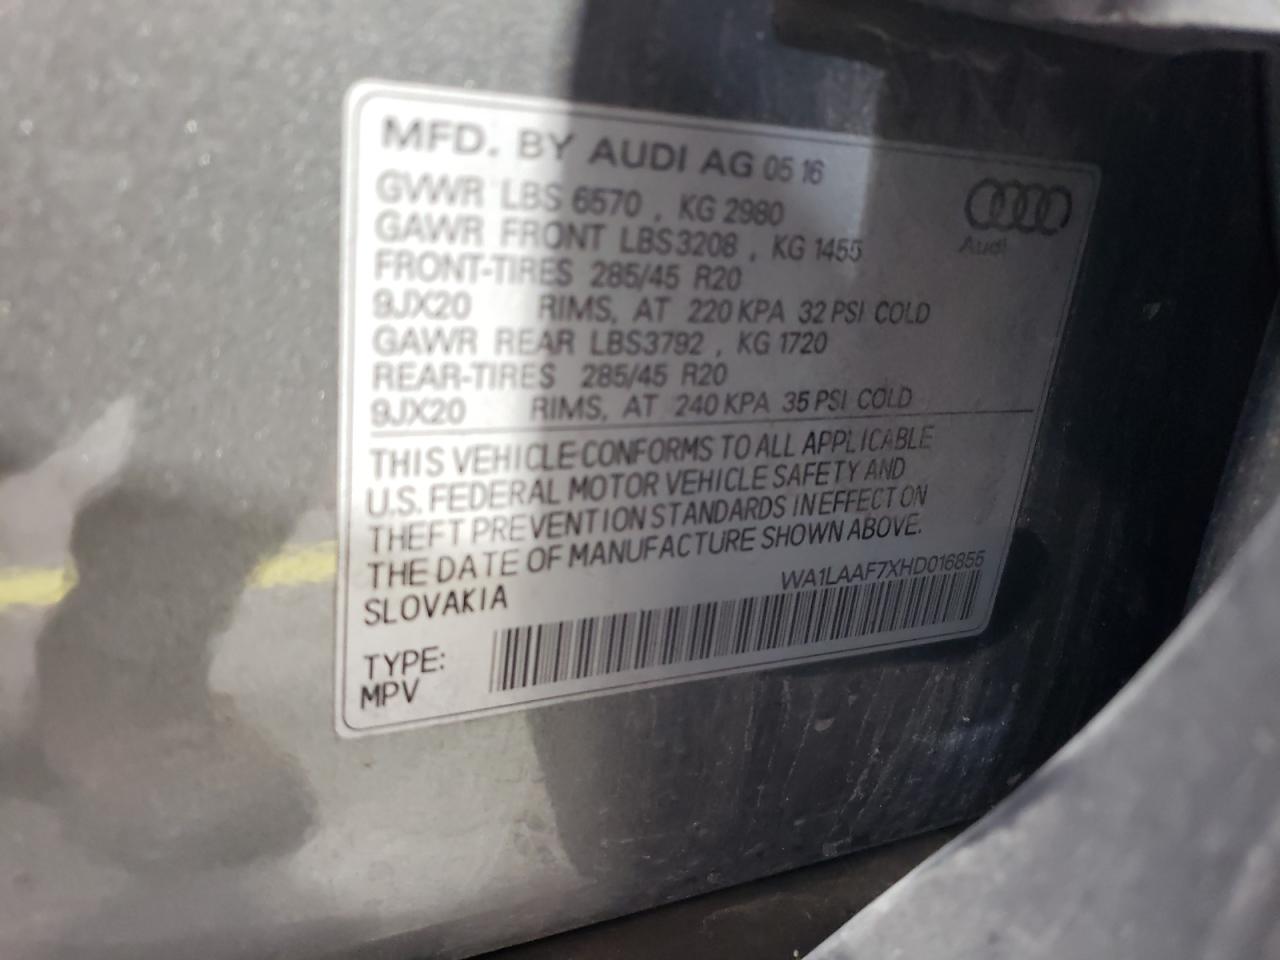 MFD. BY AUDI AG 05 16
GVWR LBS 6570 , KG 2980
GAWR FRONT LBS3208 , KG 1455
FRONT-TIRES 285/45 R20
9JX20 RIMS, AT 220 KPA 32 PSI COLD
GAWR REAR LBS3792 , KG 1720
REAR-TIRES 285/45 R20
9JX20 RIMS, AT 240 KPA 35 PSI COLD
Audi
THIS VEHICLE CONFORMS TO ALL APPLICABLE
U.S. FEDERAL MOTOR VEHICLE SAFETY AND
THEFT PREVENTION STANDARDS IN EFFECT ON
THE DATE OF MANUFACTURE SHOWN ABOVE.
SLOVAKIA
WA1LAAF7XHD016855
TYPE:
MPV